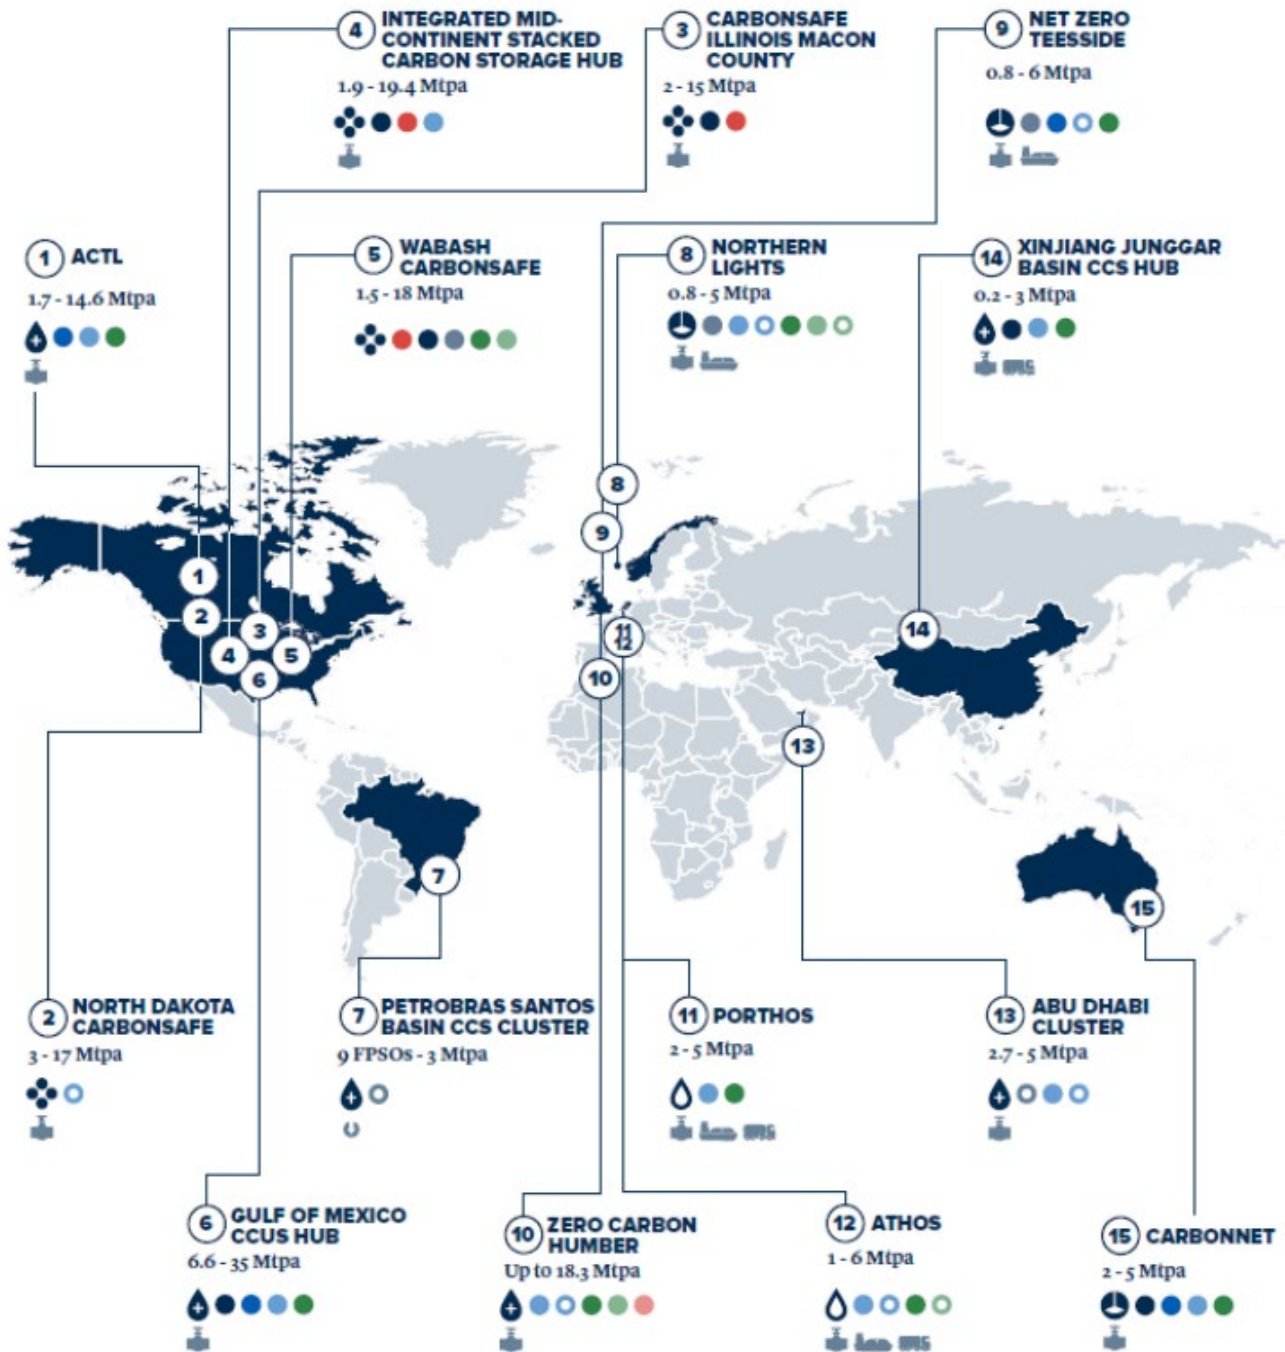 4
INTEGRATED MID-
CONTINENT STACKED
CARBON STORAGE HUB
1.9 - 19.4 Mtpa
3
CARBONSAFE
ILLINOIS MACON
COUNTY
2 - 15 Mtpa
9
NET ZERO
TEESSIDE
0.8 - 6 Mtpa
1
ACTL
1.7 - 14.6 Mtpa
5
WABASH
CARBONSAFE
1.5 - 18 Mtpa
8
NORTHERN
LIGHTS
0.8 - 5 Mtpa
14
XINJIANG JUNGGAR
BASIN CCS HUB
0.2 - 3 Mtpa
8
9
1
2
3
4
5
6
11
12
10
14
13
7
15
2
NORTH DAKOTA
CARBONSAFE
3 - 17 Mtpa
7
PETROBRAS SANTOS
BASIN CCS CLUSTER
9 FPSOs - 3 Mtpa
11
PORTHOS
2 - 5 Mtpa
13
ABU DHABI
CLUSTER
2.7 - 5 Mtpa
6
GULF OF MEXICO
CCUS HUB
6.6 - 35 Mtpa
10
ZERO CARBON
HUMBER
Up to 18.3 Mtpa
12
ATHOS
1 - 6 Mtpa
15
CARBONNET
2 - 5 Mtpa